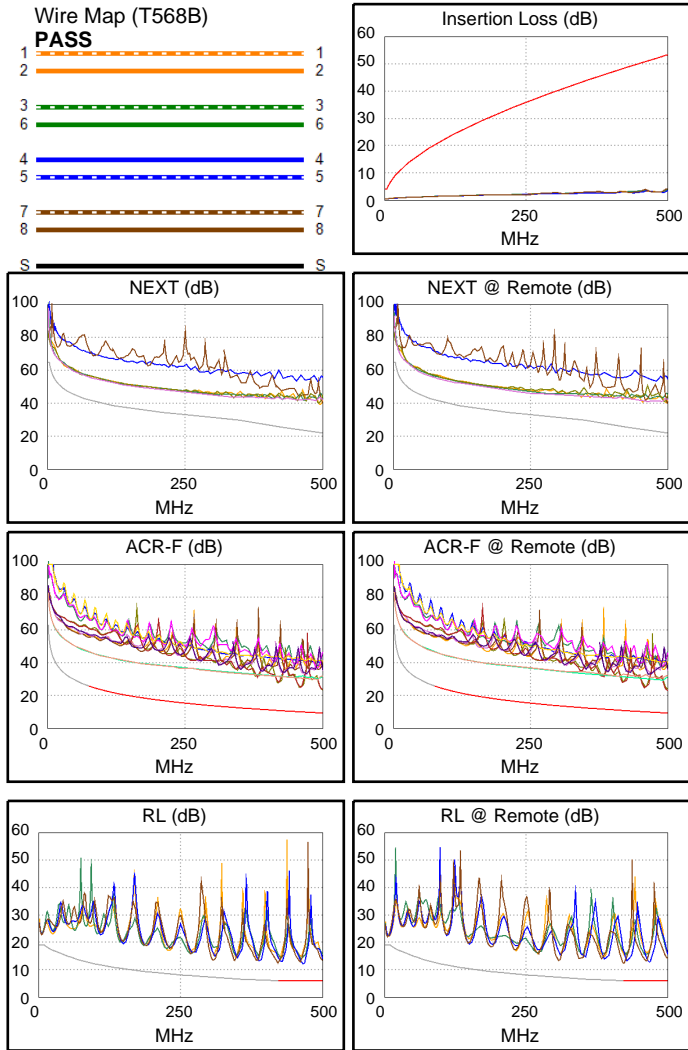 Wire Map (T568B)
PASS
1 1
2 2
3 3
6 6
4 4
5 5
7 7
8 8
S S
Insertion Loss (dB)
60
50
40
30
20
10
0
0 250 500
MHz
NEXT (dB)
100
80
60
40
20
0
0 250 500
MHz
NEXT @ Remote (dB)
100
80
60
40
20
0
0 250 500
MHz
ACR-F (dB)
100
80
60
40
20
0
0 250 500
MHz
ACR-F @ Remote (dB)
100
80
60
40
20
0
0 250 500
MHz
RL (dB)
60
50
40
30
20
10
0
0 250 500
MHz
RL @ Remote (dB)
60
50
40
30
20
10
0
0 250 500
MHz